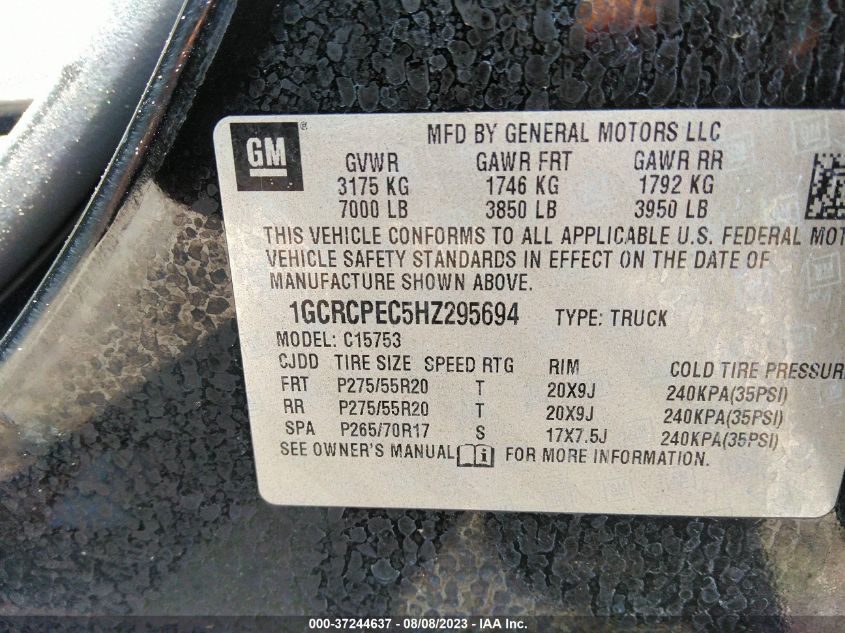 GM ®
MFD BY GENERAL MOTORS LLC
GVWR GAWR FRT GAWR RR
3175 KG 1746 KG 1792 KG
7000 LB 3850 LB 3950 LB
THIS VEHICLE CONFORMS TO ALL APPLICABLE U.S. FEDERAL MOT
VEHICLE SAFETY STANDARDS IN EFFECT ON THE DATE OF
MANUFACTURE SHOWN ABOVE.
1GCRCPEC5HZ295694 TYPE: TRUCK
MODEL: C15753
CJDD TIRE SIZE SPEED RTG RIM COLD TIRE PRESSURE
FRT P275/55R20 T 20X9J 240KPA(35PSI)
RR P275/55R20 T 20X9J 240KPA(35PSI)
SPA P265/70R17 S 17X7.5J 240KPA(35PSI)
SEE OWNER'S MANUAL FOR MORE INFORMATION.
000-37244637 - 08/08/2023 - IAA Inc.